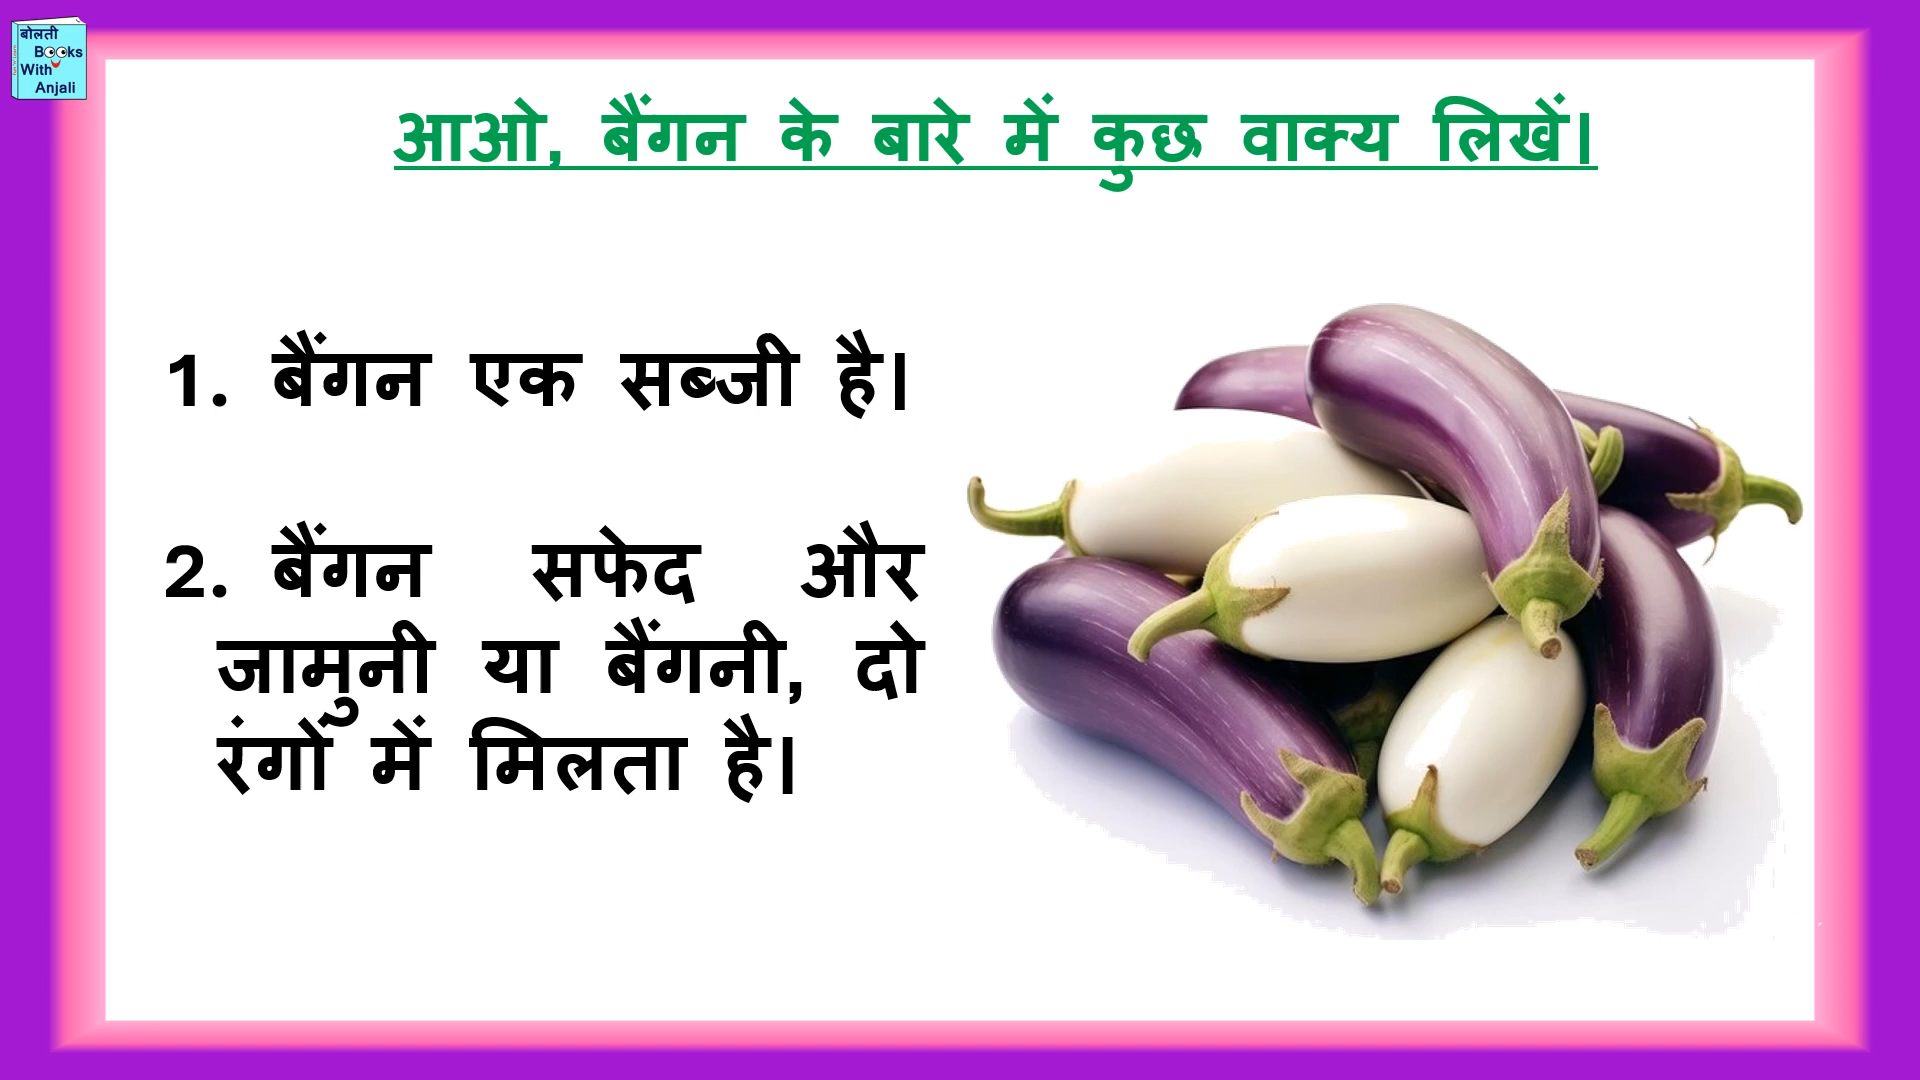 बोलती
Books
With
Anjali
आओ, बैंगन के बारे में कुछ वाक्य लिखें।
1. बैंगन एक सब्जी है।
2. बैंगन सफेद और
जामुनी या बैंगनी, दो
रंगों में मिलता है।